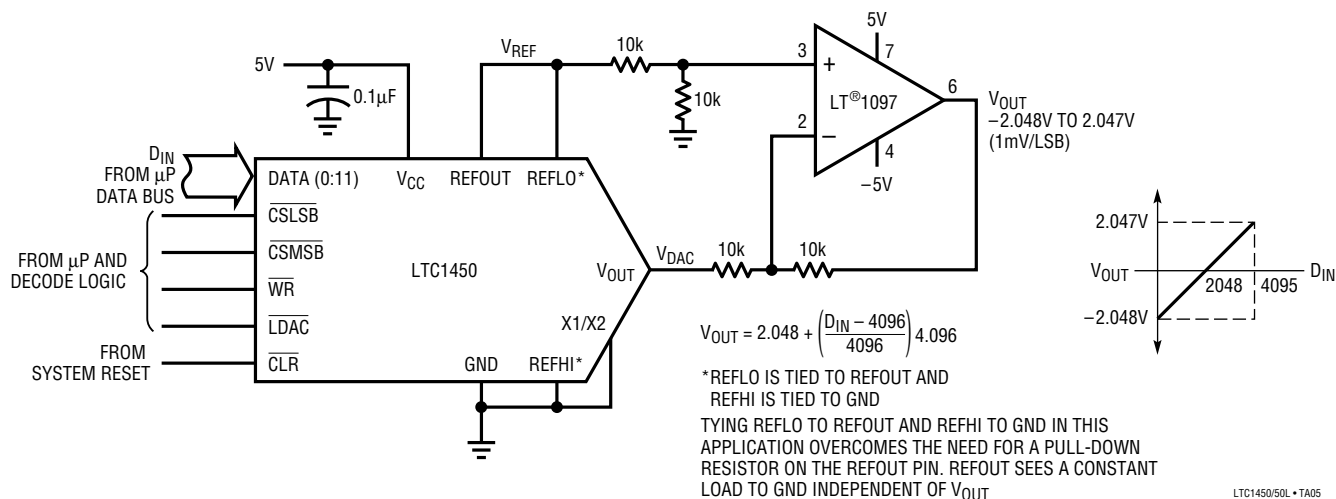 5V
0.1μF
VREF
10k
10k
3
+
2
−
5V
7
LT®1097
4
−5V
6
VOUT
−2.048V TO 2.047V
(1mV/LSB)
DIN
FROM μP
DATA BUS
DATA (0:11)
VCC
REFOUT
REFLO*
CSLSB
CSMSB
WR
LDAC
CLR
FROM μP AND
DECODE LOGIC
FROM
SYSTEM RESET
LTC1450
VOUT
X1/X2
GND
REFHI*
VDAC
10k
10k
2.047V
VOUT
−2.048V
2048
4095
DIN
VOUT = 2.048 + (DIN − 4096 / 4096) 4.096
*REFLO IS TIED TO REFOUT AND
REFHI IS TIED TO GND
TYING REFLO TO REFOUT AND REFHI TO GND IN THIS
APPLICATION OVERCOMES THE NEED FOR A PULL-DOWN
RESISTOR ON THE REFOUT PIN. REFOUT SEES A CONSTANT
LOAD TO GND INDEPENDENT OF VOUT
LTC1450/50L • TA05